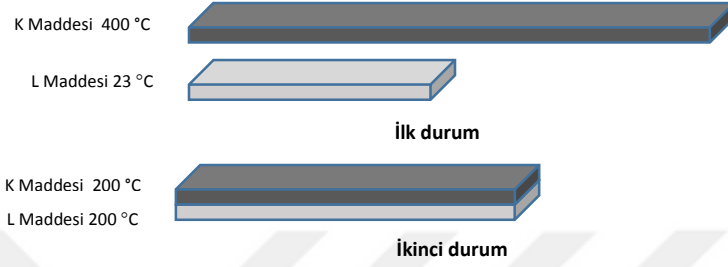 K Maddesi 400 °C
L Maddesi 23 °C
İlk durum
K Maddesi 200 °C
L Maddesi 200 °C
İkinci durum